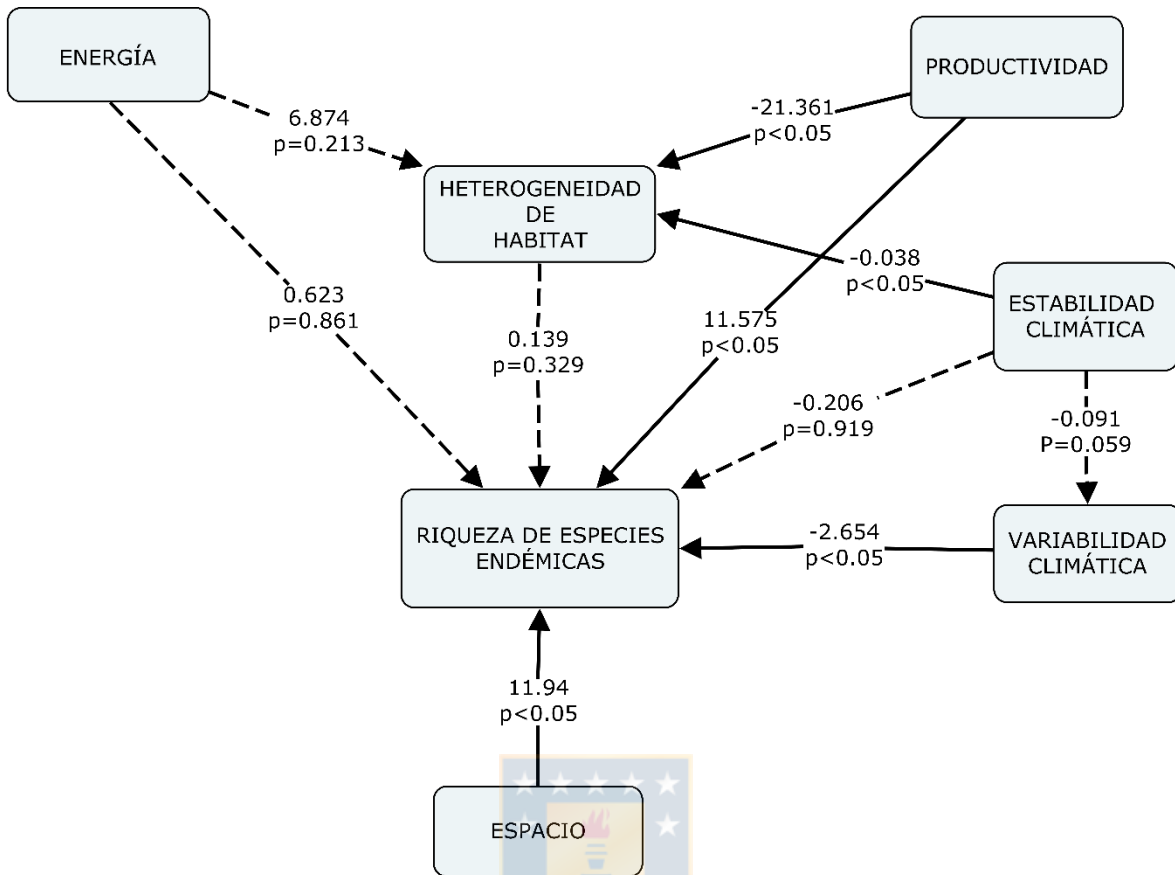 ENERGÍA
PRODUCTIVIDAD
6.874
p=0.213
-21.361
p<0.05
HETEROGENEIDAD
DE
HABITAT
-0.038
p<0.05
ESTABILIDAD
CLIMÁTICA
0.623
p=0.861
11.575
p<0.05
0.139
p=0.329
-0.206
p=0.919
-0.091
P=0.059
RIQUEZA DE ESPECIES
ENDÉMICAS
-2.654
p<0.05
VARIABILIDAD
CLIMÁTICA
11.94
p<0.05
ESPACIO